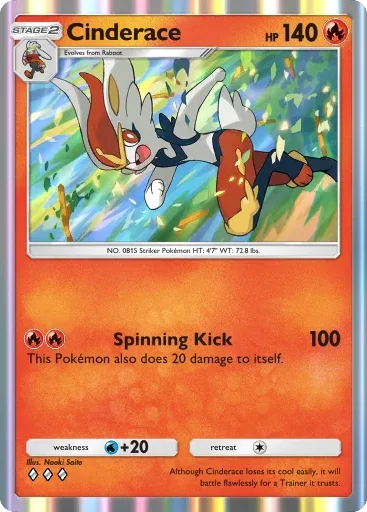 STAGE 2
Cinderace
HP 140
Evolves from Raboot
NO. 0815 Striker Pokémon HT: 4'7" WT: 72.8 lbs.
Spinning Kick 100
This Pokémon also does 20 damage to itself.
weakness +20 retreat
Illus. Naoki Saito
Although Cinderace loses its cool easily, it will
battle flawlessly for a Trainer it trusts.